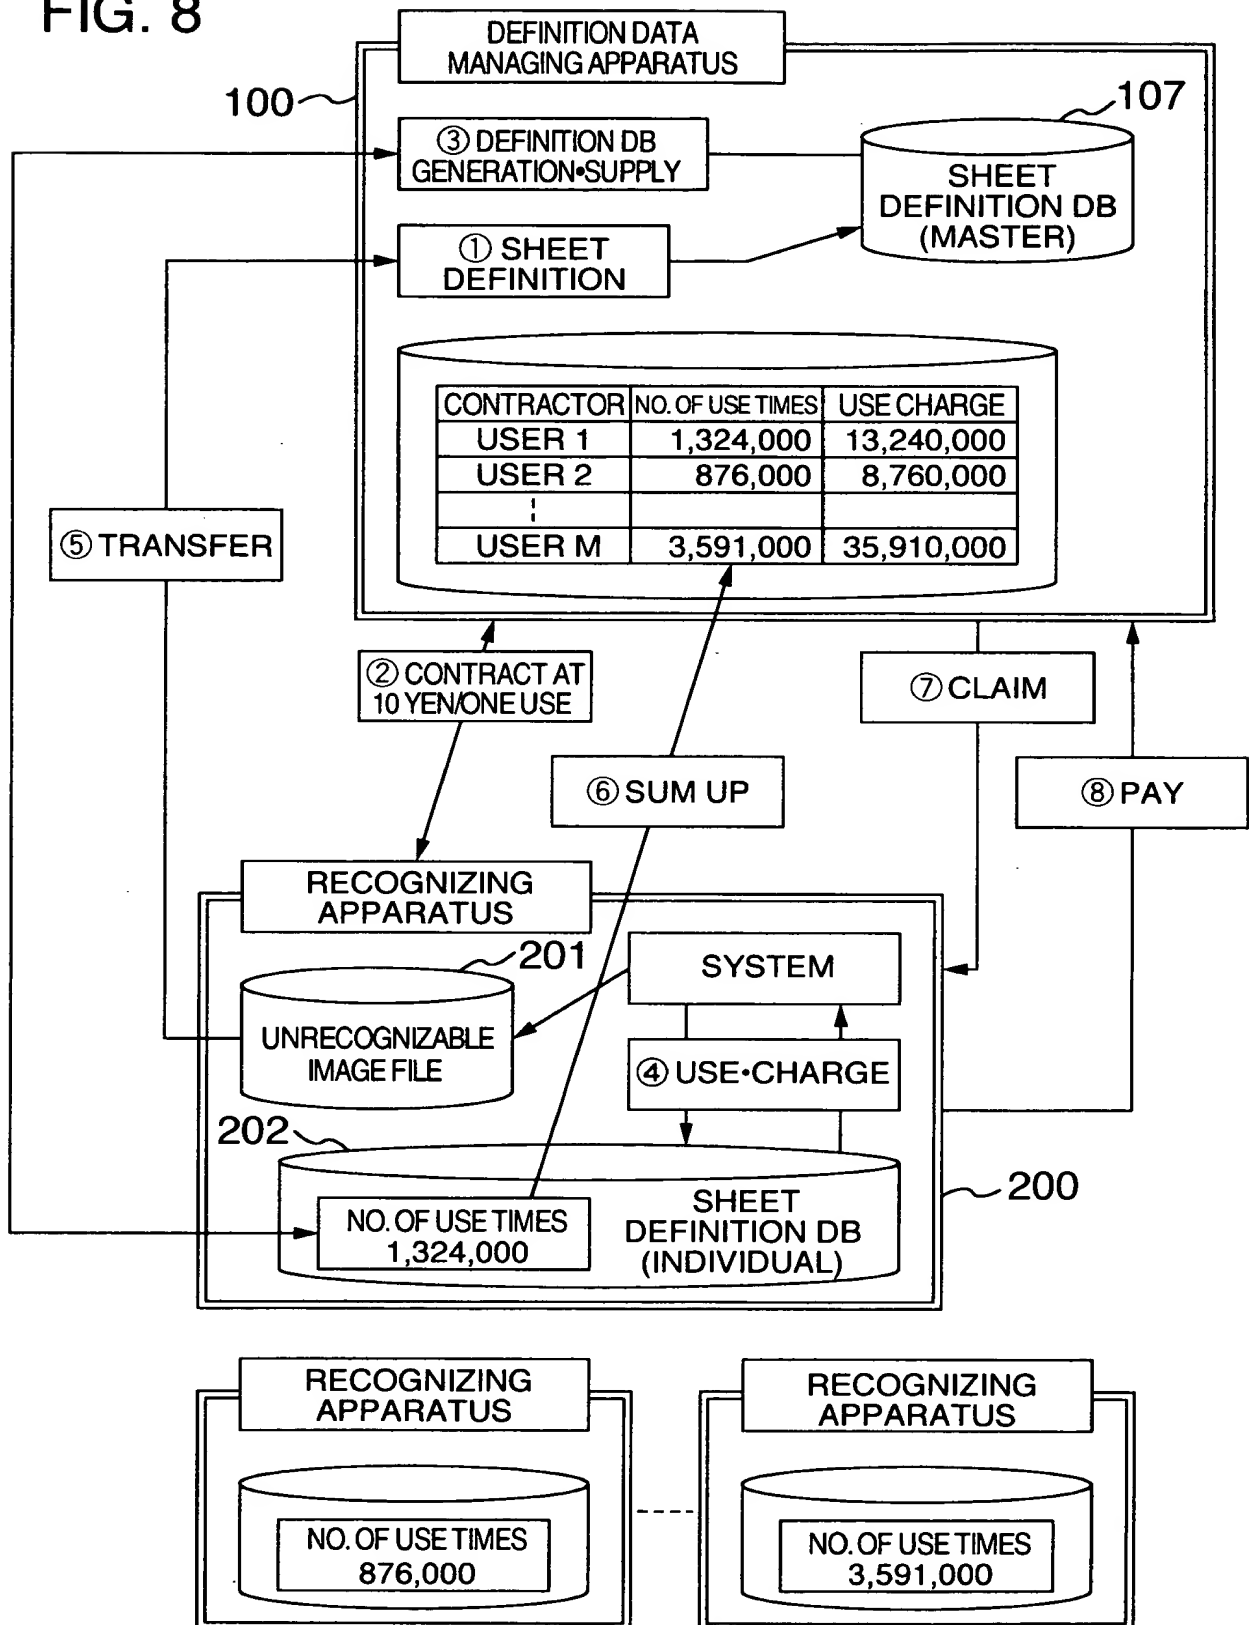 FIG. 8
DEFINITION DATA
MANAGING APPARATUS
100
107
③ DEFINITION DB
GENERATION•SUPPLY
SHEET
DEFINITION DB
(MASTER)
① SHEET
DEFINITION
CONTRACTOR NO. OF USE TIMES USE CHARGE
USER 1 1,324,000 13,240,000
USER 2 876,000 8,760,000
USER M 3,591,000 35,910,000
⑤ TRANSFER
② CONTRACT AT
10 YEN/ONE USE
⑦ CLAIM
⑥ SUM UP
⑧ PAY
RECOGNIZING
APPARATUS
201
SYSTEM
UNRECOGNIZABLE
IMAGE FILE
④ USE•CHARGE
202
200
NO. OF USE TIMES
1,324,000
SHEET
DEFINITION DB
(INDIVIDUAL)
RECOGNIZING
APPARATUS
NO. OF USE TIMES
876,000
RECOGNIZING
APPARATUS
NO. OF USE TIMES
3,591,000